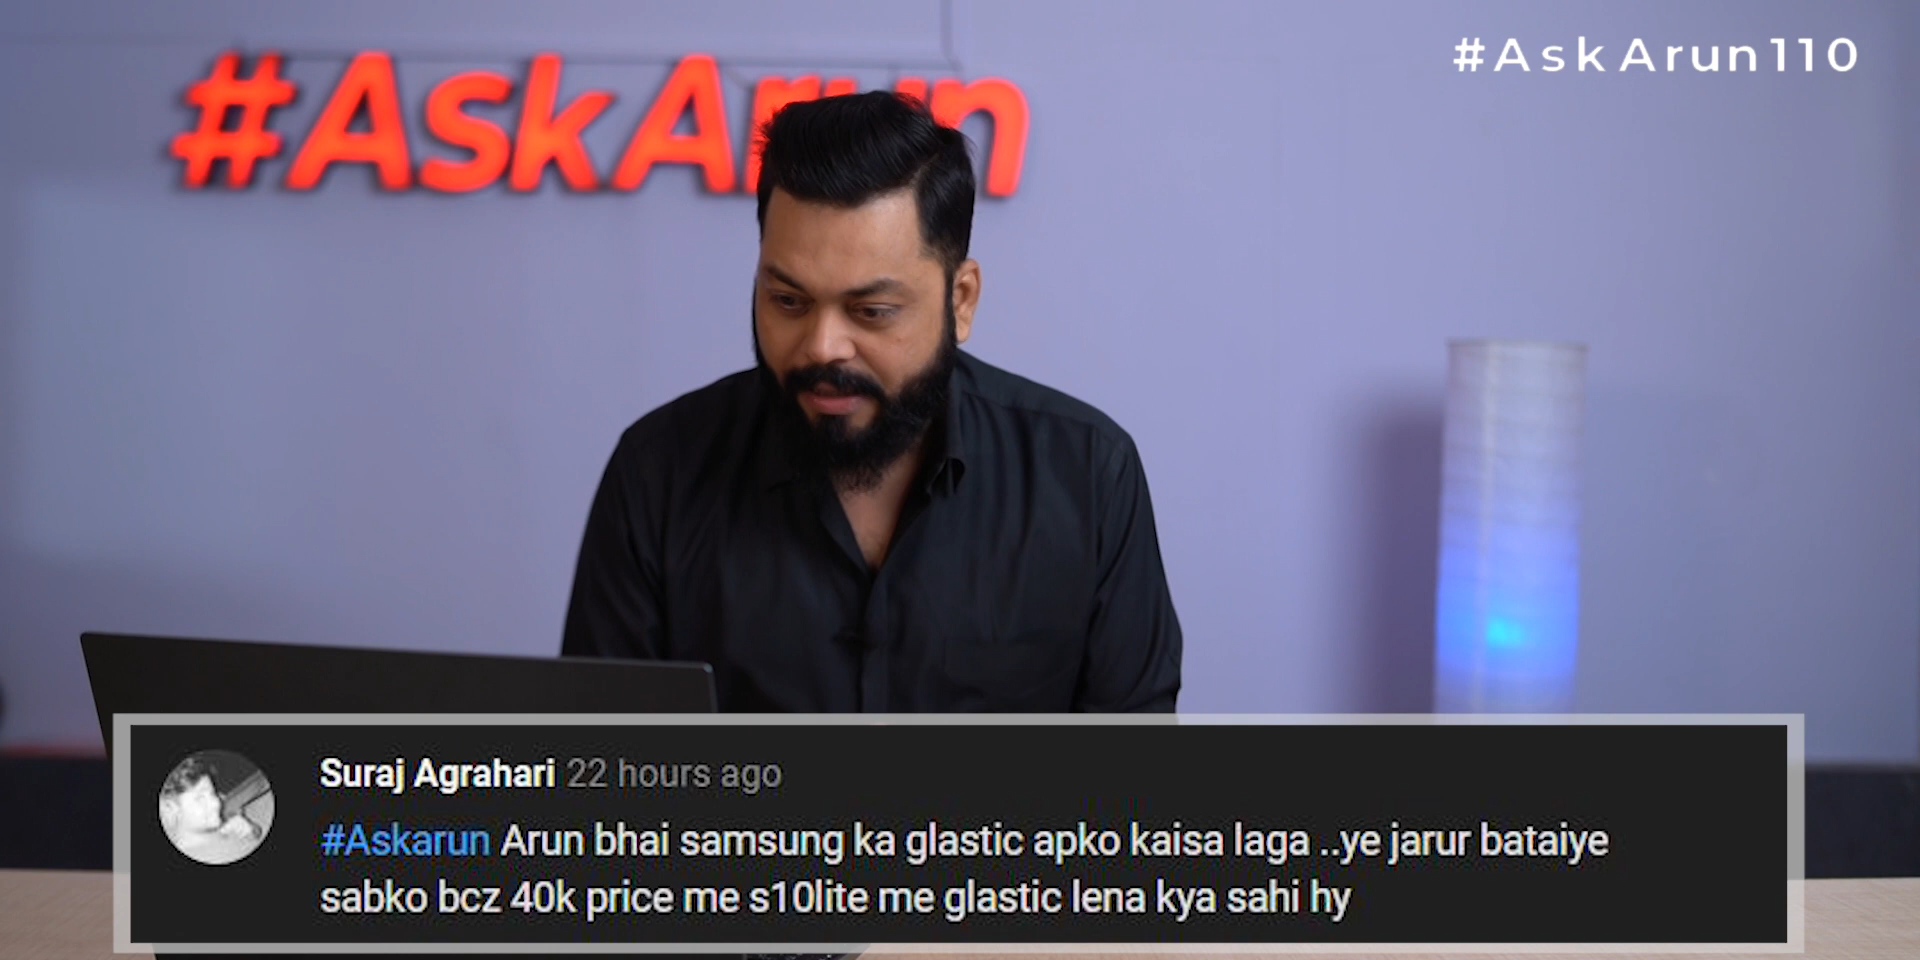 #AskArun110
#AskArun
Suraj Agrahari 22 hours ago
#Askarun Arun bhai samsung ka glastic apko kaisa laga ..ye jarur bataiye
sabko bcz 40k price me s10lite me glastic lena kya sahi hy